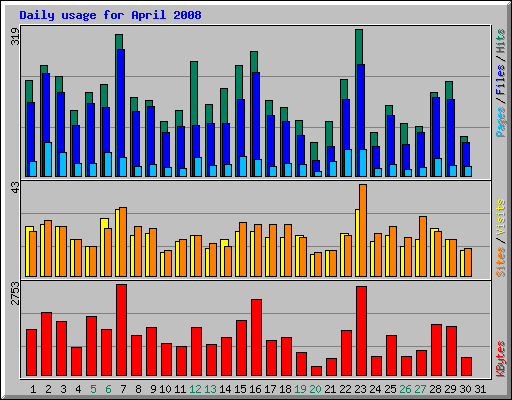 Daily usage for April 2008
319
Pages / Files / Hits
43
Sites / Visits
2753
KBytes
1 2 3 4 5 6 7 8 9 10 11 12 13 14 15 16 17 18 19 20 21 22 23 24 25 26 27 28 29 30 31